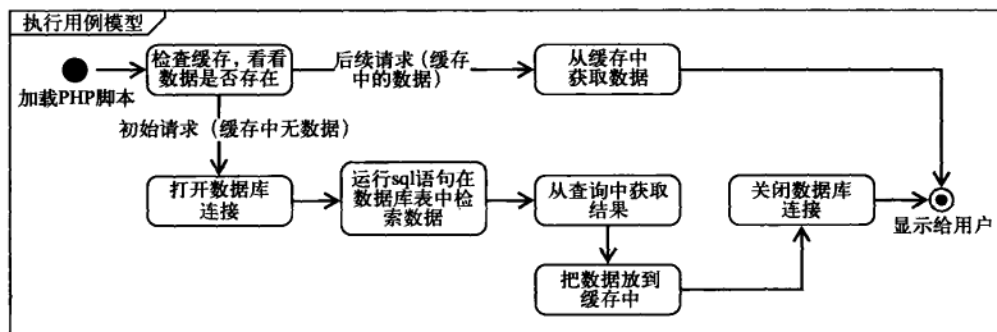 执行用例模型
检查缓存，看看
数据是否存在
后续请求（缓存
中的数据）
从缓存中
获取数据
加载PHP脚本
初始请求（缓存中无数据）
打开数据库
连接
运行sql语句在
数据库表中检
索数据
从查询中获取
结果
关闭数据库
连接
显示给用户
把数据放到
缓存中